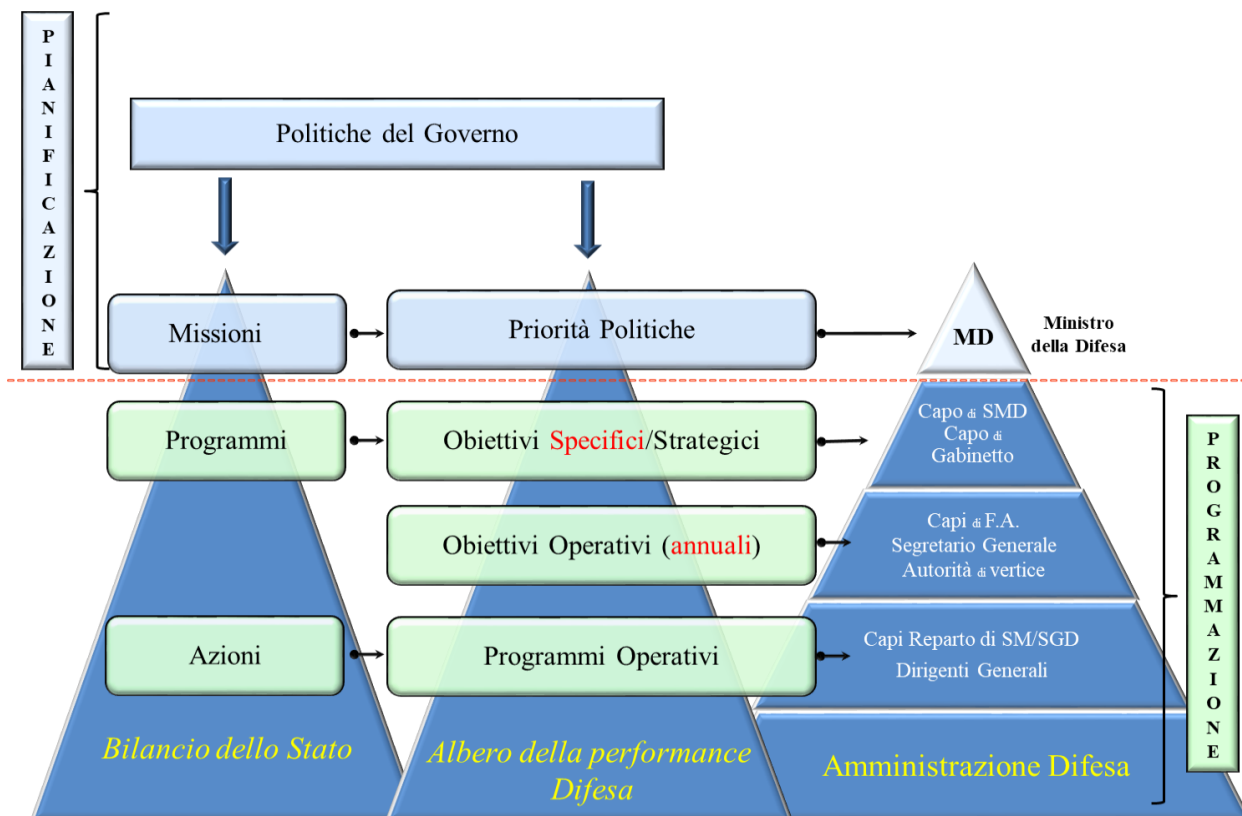 PIANIFICAZIONE
Politiche del Governo
Missioni
Priorità Politiche
MD
Ministro
della Difesa
Programmi
Obiettivi Specifici/Strategici
Capo di SMD
Capo di
Gabinetto
Obiettivi Operativi (annuali)
Capi di F.A.
Segretario Generale
Autorità di vertice
Azioni
Programmi Operativi
Capi Reparto di SM/SGD
Dirigenti Generali
PROGRAMMAZIONE
Bilancio dello Stato
Albero della performance
Difesa
Amministrazione Difesa